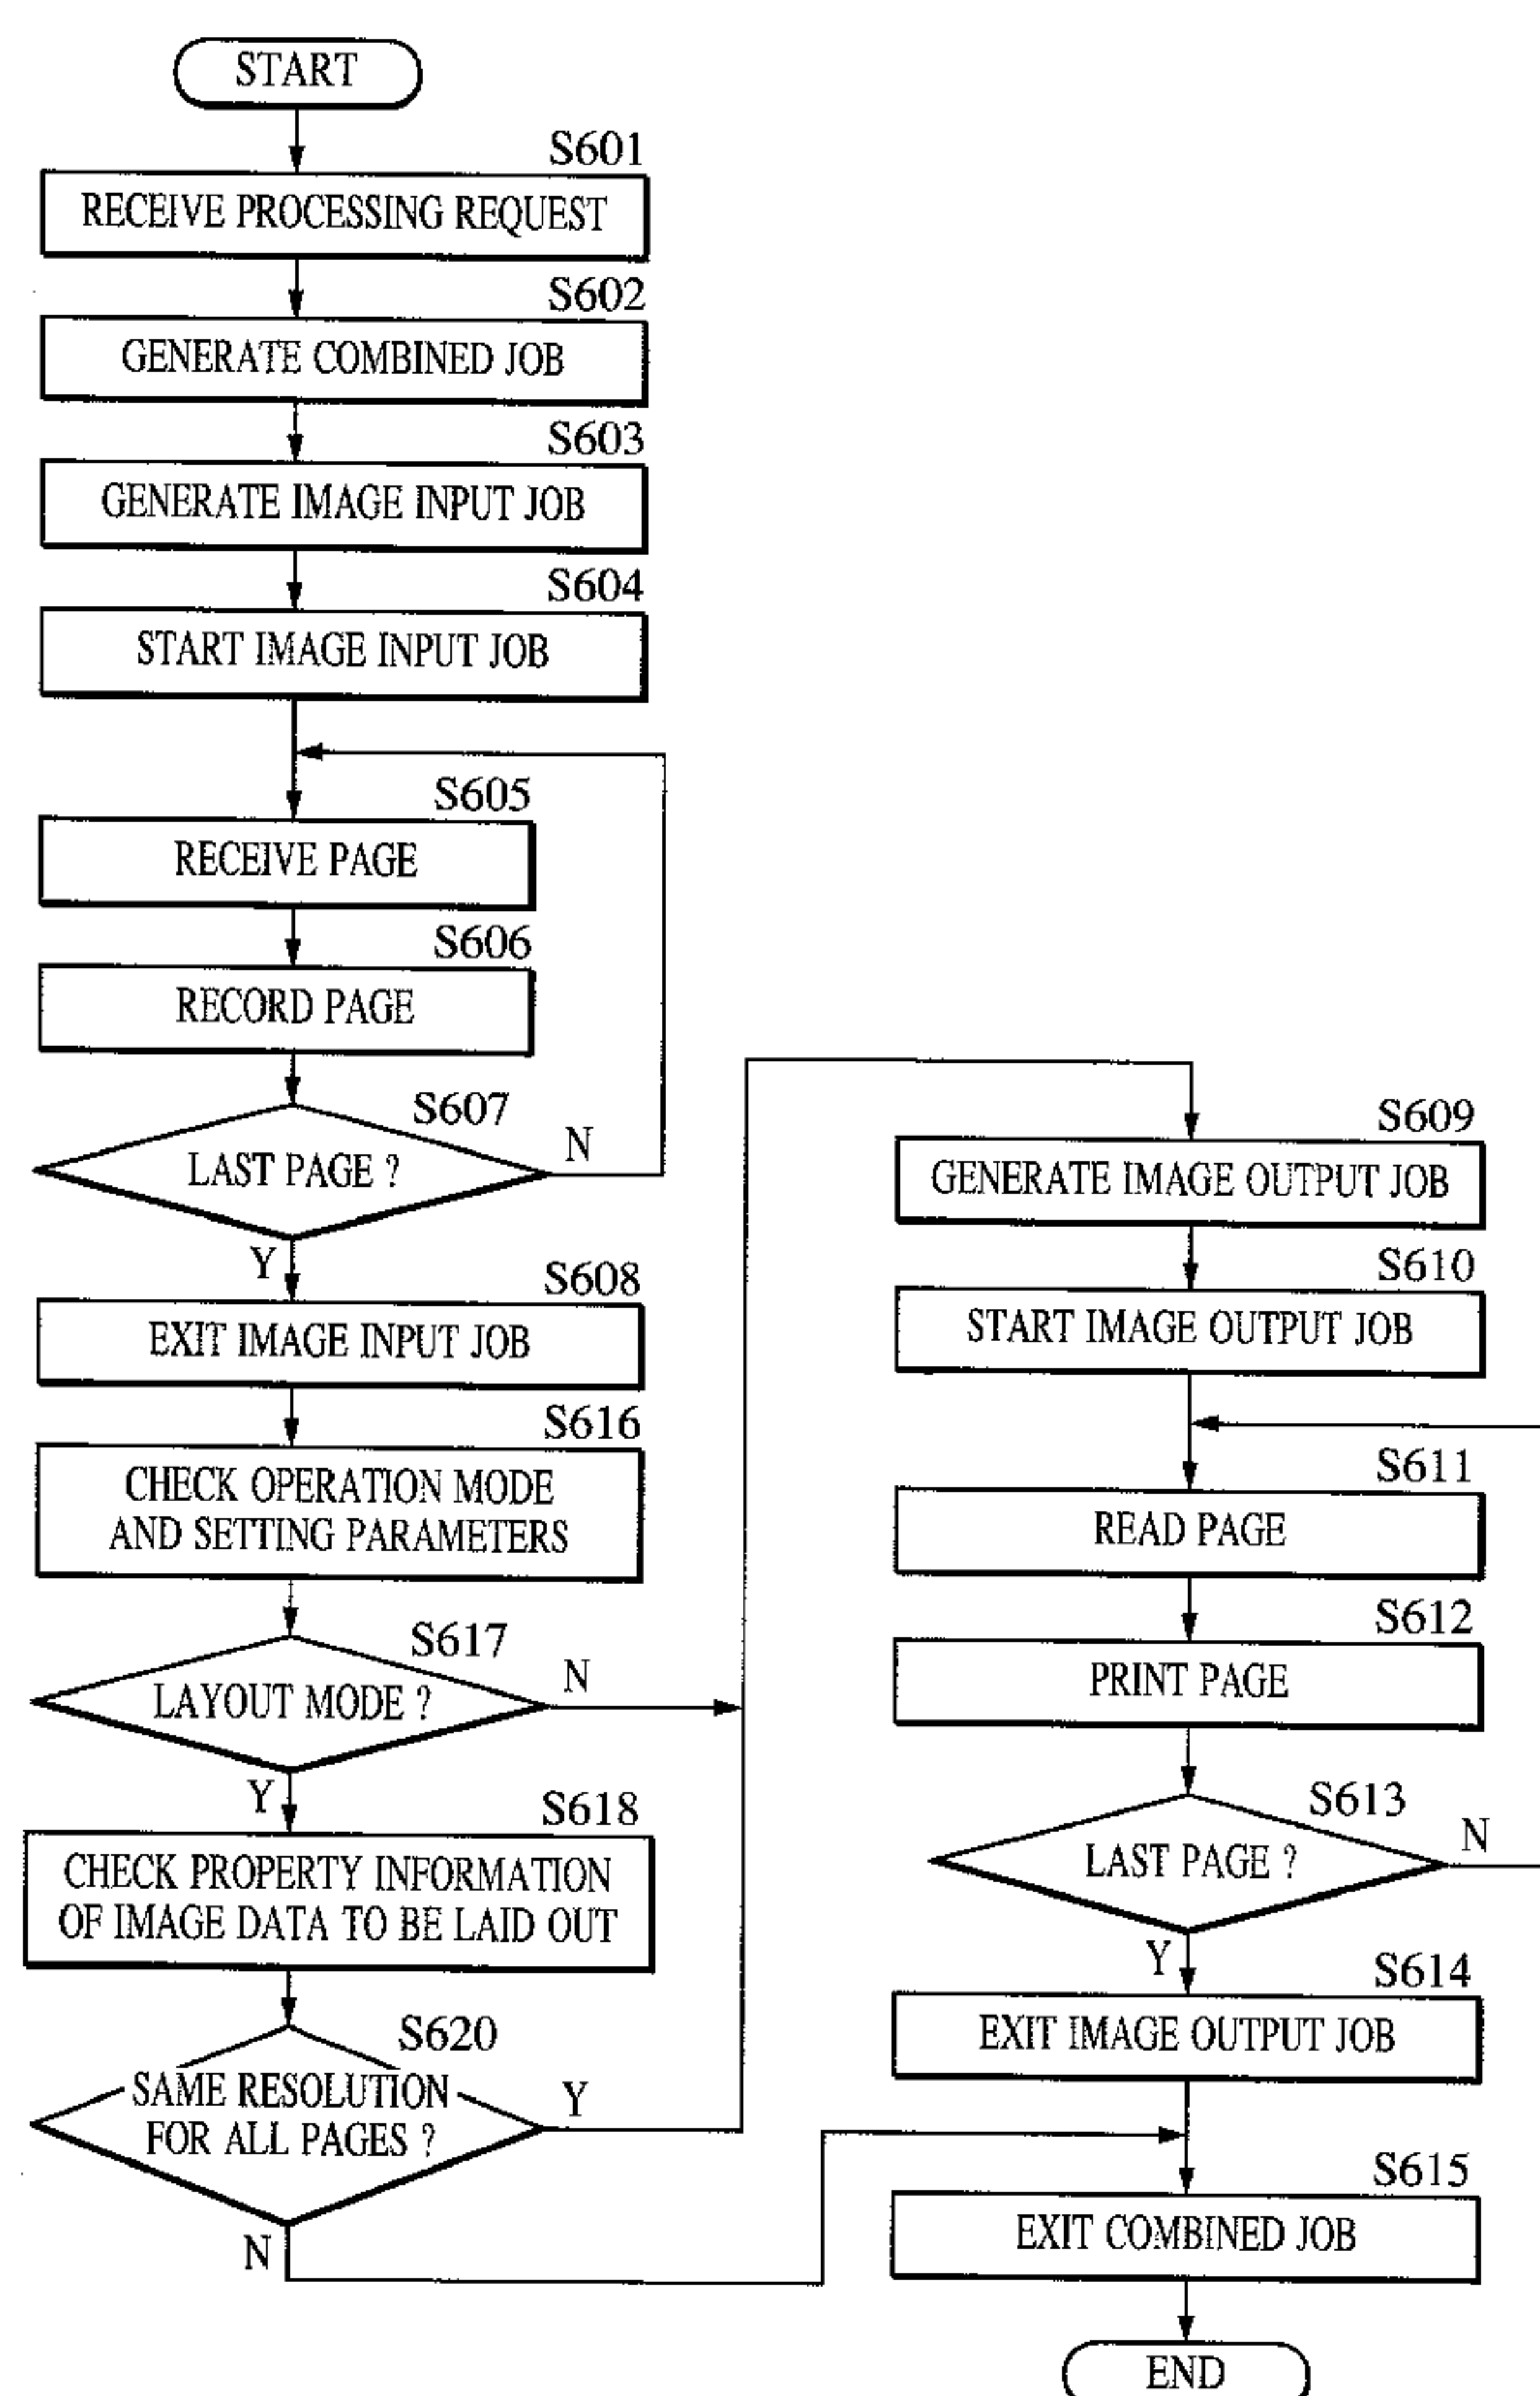 START
S601
RECEIVE PROCESSING REQUEST
S602
GENERATE COMBINED JOB
S603
GENERATE IMAGE INPUT JOB
S604
START IMAGE INPUT JOB
S605
RECEIVE PAGE
S606
RECORD PAGE
S607
LAST PAGE ?
N
Y
S608
EXIT IMAGE INPUT JOB
S616
CHECK OPERATION MODE
AND SETTING PARAMETERS
S617
LAYOUT MODE ?
N
Y
S618
CHECK PROPERTY INFORMATION
OF IMAGE DATA TO BE LAID OUT
S620
SAME RESOLUTION
FOR ALL PAGES ?
Y
N
S609
GENERATE IMAGE OUTPUT JOB
S610
START IMAGE OUTPUT JOB
S611
READ PAGE
S612
PRINT PAGE
S613
LAST PAGE ?
N
Y
S614
EXIT IMAGE OUTPUT JOB
S615
EXIT COMBINED JOB
END